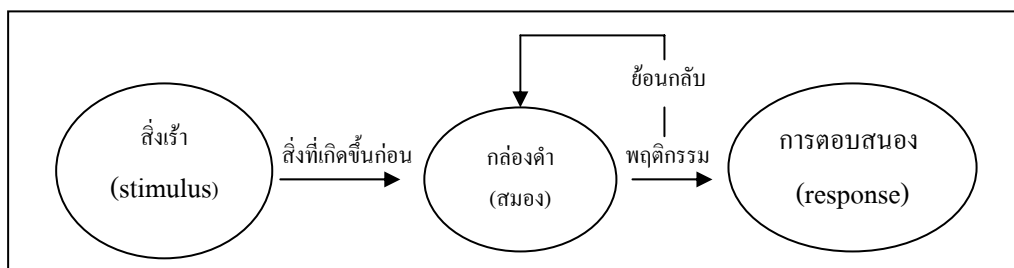 ย้อนกลับ
สิ่งเร้า
(stimulus)
สิ่งที่เกิดขึ้นก่อน
กล่องดำ
(สมอง)
พฤติกรรม
การตอบสนอง
(response)